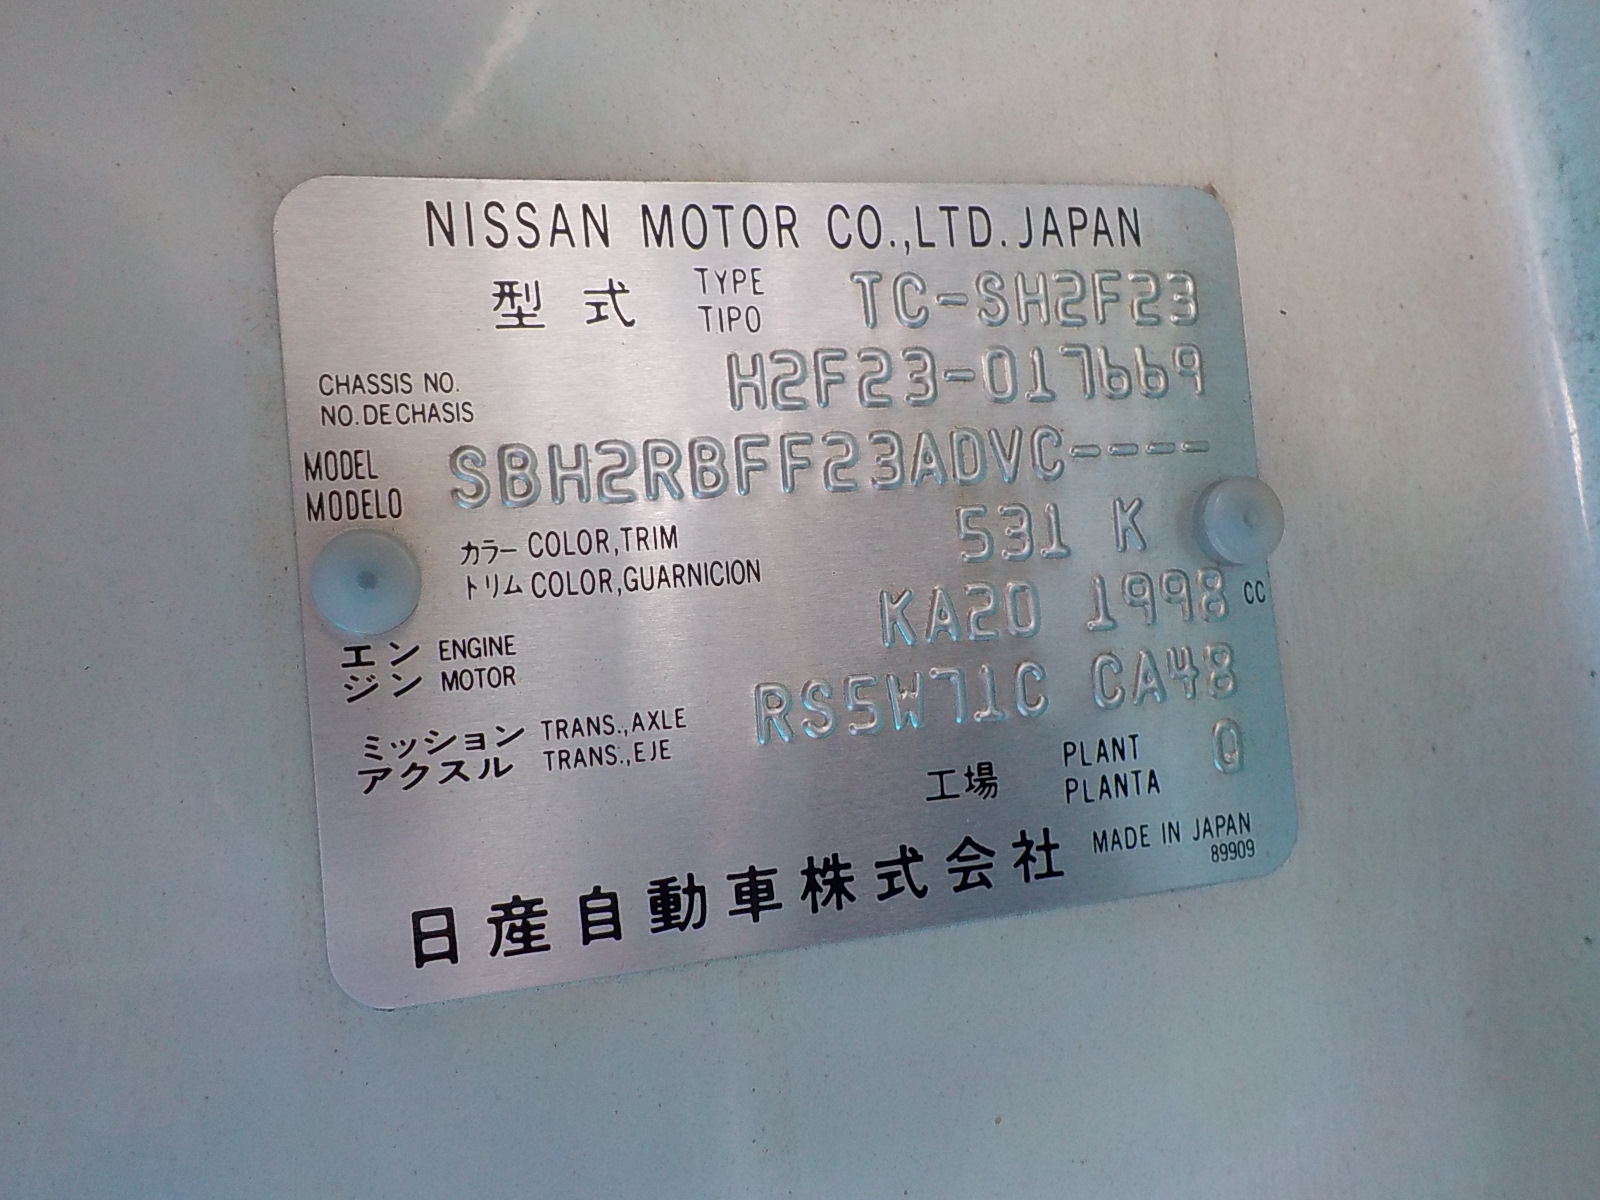 NISSAN MOTOR CO.,LTD. JAPAN
型式 TYPE TC-SH2F23
TIPO
CHASSIS NO. H2F23-017669
NO. DE CHASIS
MODEL SBH2RBFF23ADVC----
MODELO
カラー COLOR,TRIM 531 K
トリム COLOR,GUARNICION
エン ENGINE KA20 1998 CC
ジン MOTOR
ミッション TRANS.,AXLE RS5W71C CA48
アクスル TRANS.,EJE
工場 PLANT 0
PLANTA
日産自動車株式会社 MADE IN JAPAN
89909